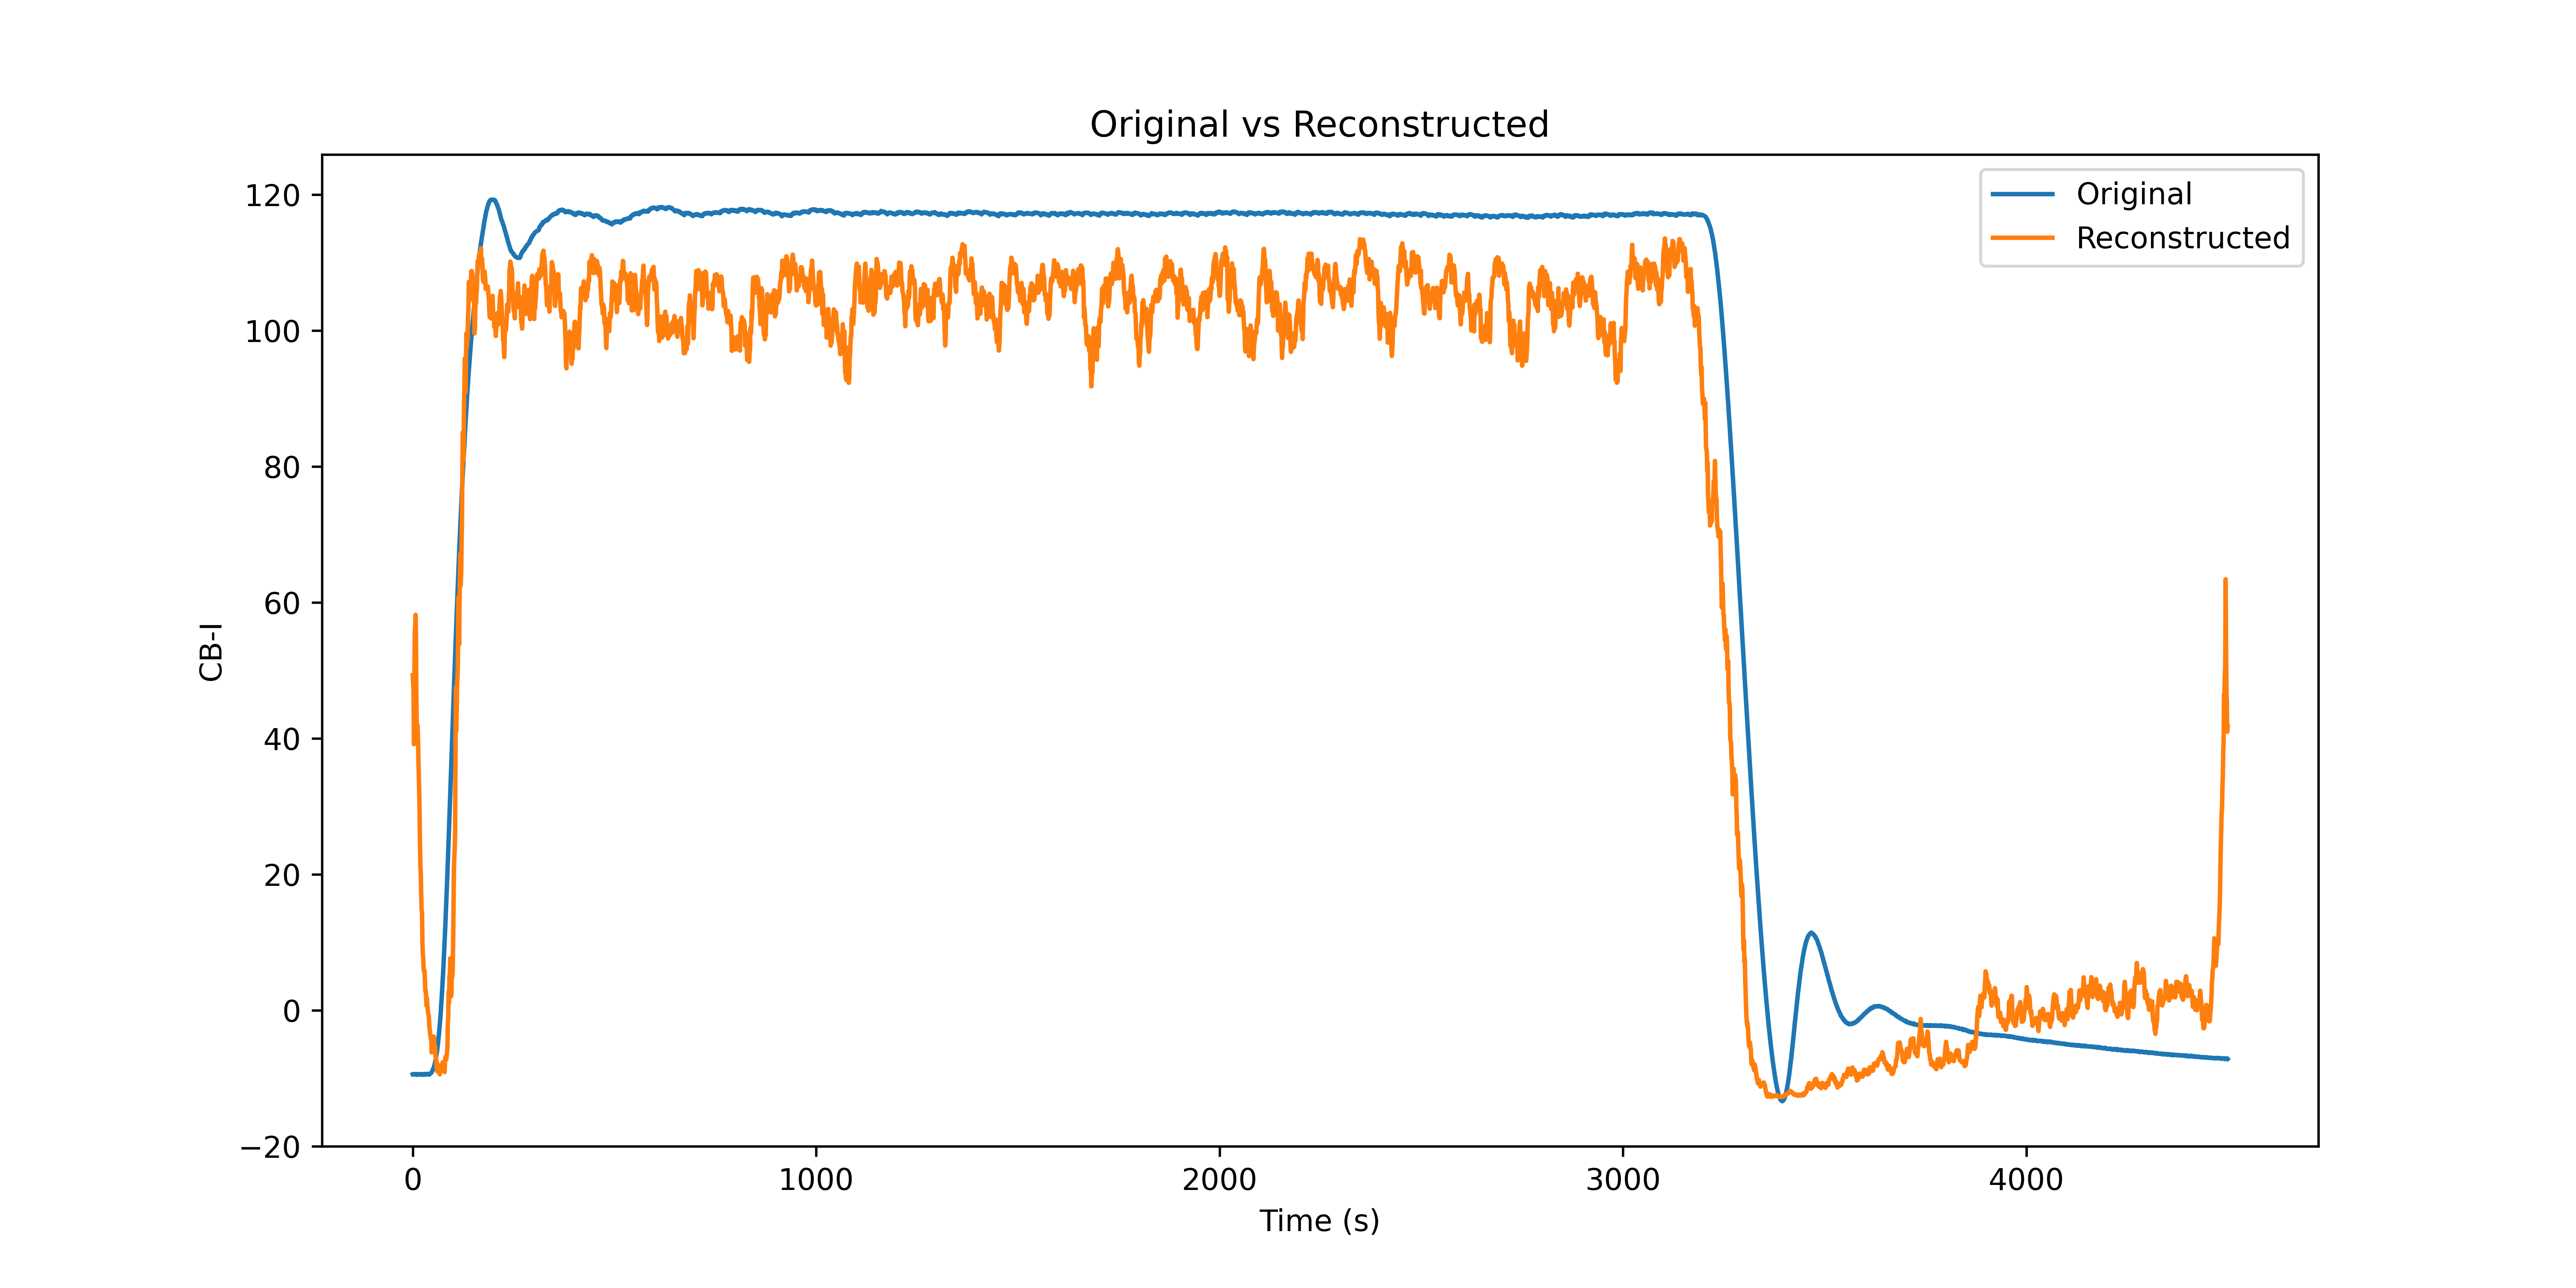 Original vs Reconstructed
Original
Reconstructed
120
100
80
60
40
20
0
−20
CB-I
0 1000 2000 3000 4000
Time (s)